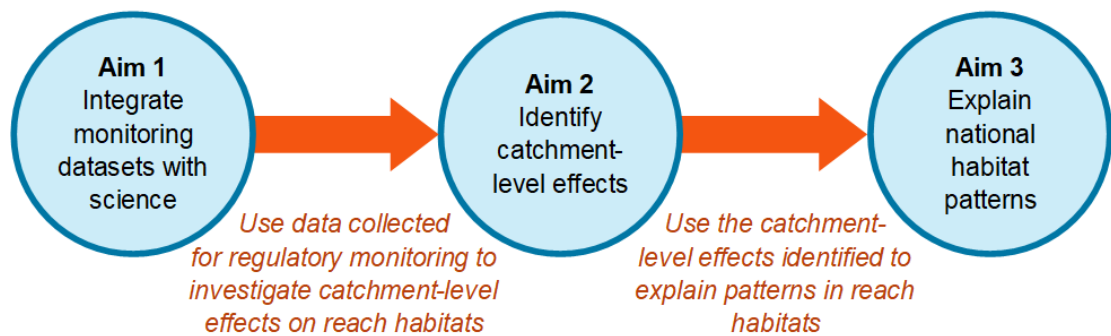 Aim 1
Integrate
monitoring
datasets with
science
Use data collected
for regulatory monitoring to
investigate catchment-level
effects on reach habitats
Aim 2
Identify
catchment-
level effects
Use the catchment-
level effects identified to
explain patterns in reach
habitats
Aim 3
Explain
national
habitat
patterns